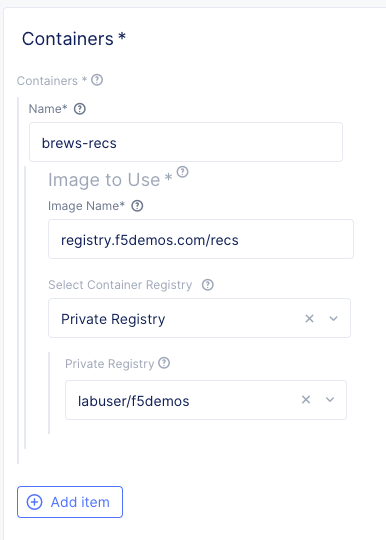 Containers *
Containers *
Name*
brews-recs
Image to Use *
Image Name*
registry.f5demos.com/recs
Select Container Registry
Private Registry
Private Registry
labuser/f5demos
Add item